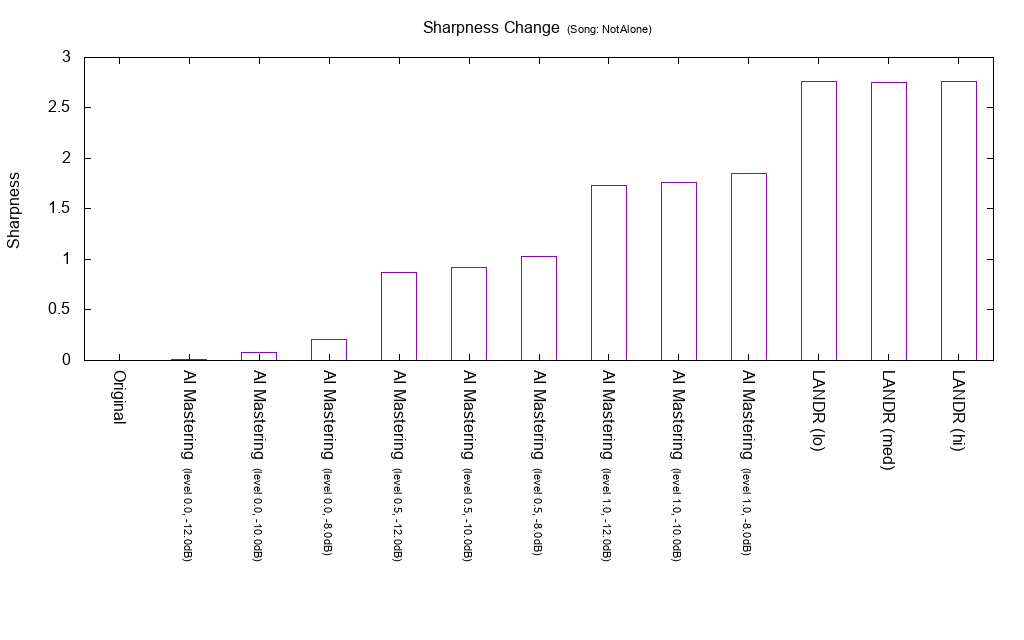 Sharpness Change (Song: NotAlone)
Sharpness
3
2.5
2
1.5
1
0.5
0
Original
AI Mastering (level 0.0, -12.0dB)
AI Mastering (level 0.0, -10.0dB)
AI Mastering (level 0.0, -8.0dB)
AI Mastering (level 0.5, -12.0dB)
AI Mastering (level 0.5, -10.0dB)
AI Mastering (level 0.5, -8.0dB)
AI Mastering (level 1.0, -12.0dB)
AI Mastering (level 1.0, -10.0dB)
AI Mastering (level 1.0, -8.0dB)
LANDR (lo)
LANDR (med)
LANDR (hi)